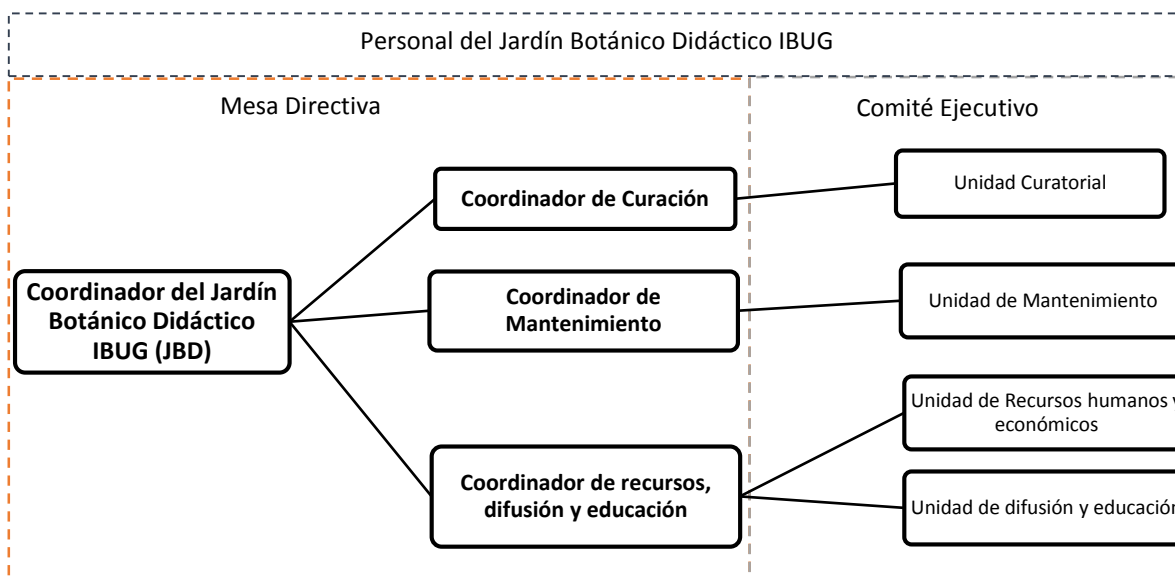 Personal del Jardín Botánico Didáctico IBUG
Mesa Directiva
Comité Ejecutivo
Coordinador del Jardín
Botánico Didáctico
IBUG (JBD)
Coordinador de Curación
Coordinador de
Mantenimiento
Coordinador de recursos,
difusión y educación
Unidad Curatorial
Unidad de Mantenimiento
Unidad de Recursos humanos y
económicos
Unidad de difusión y educación